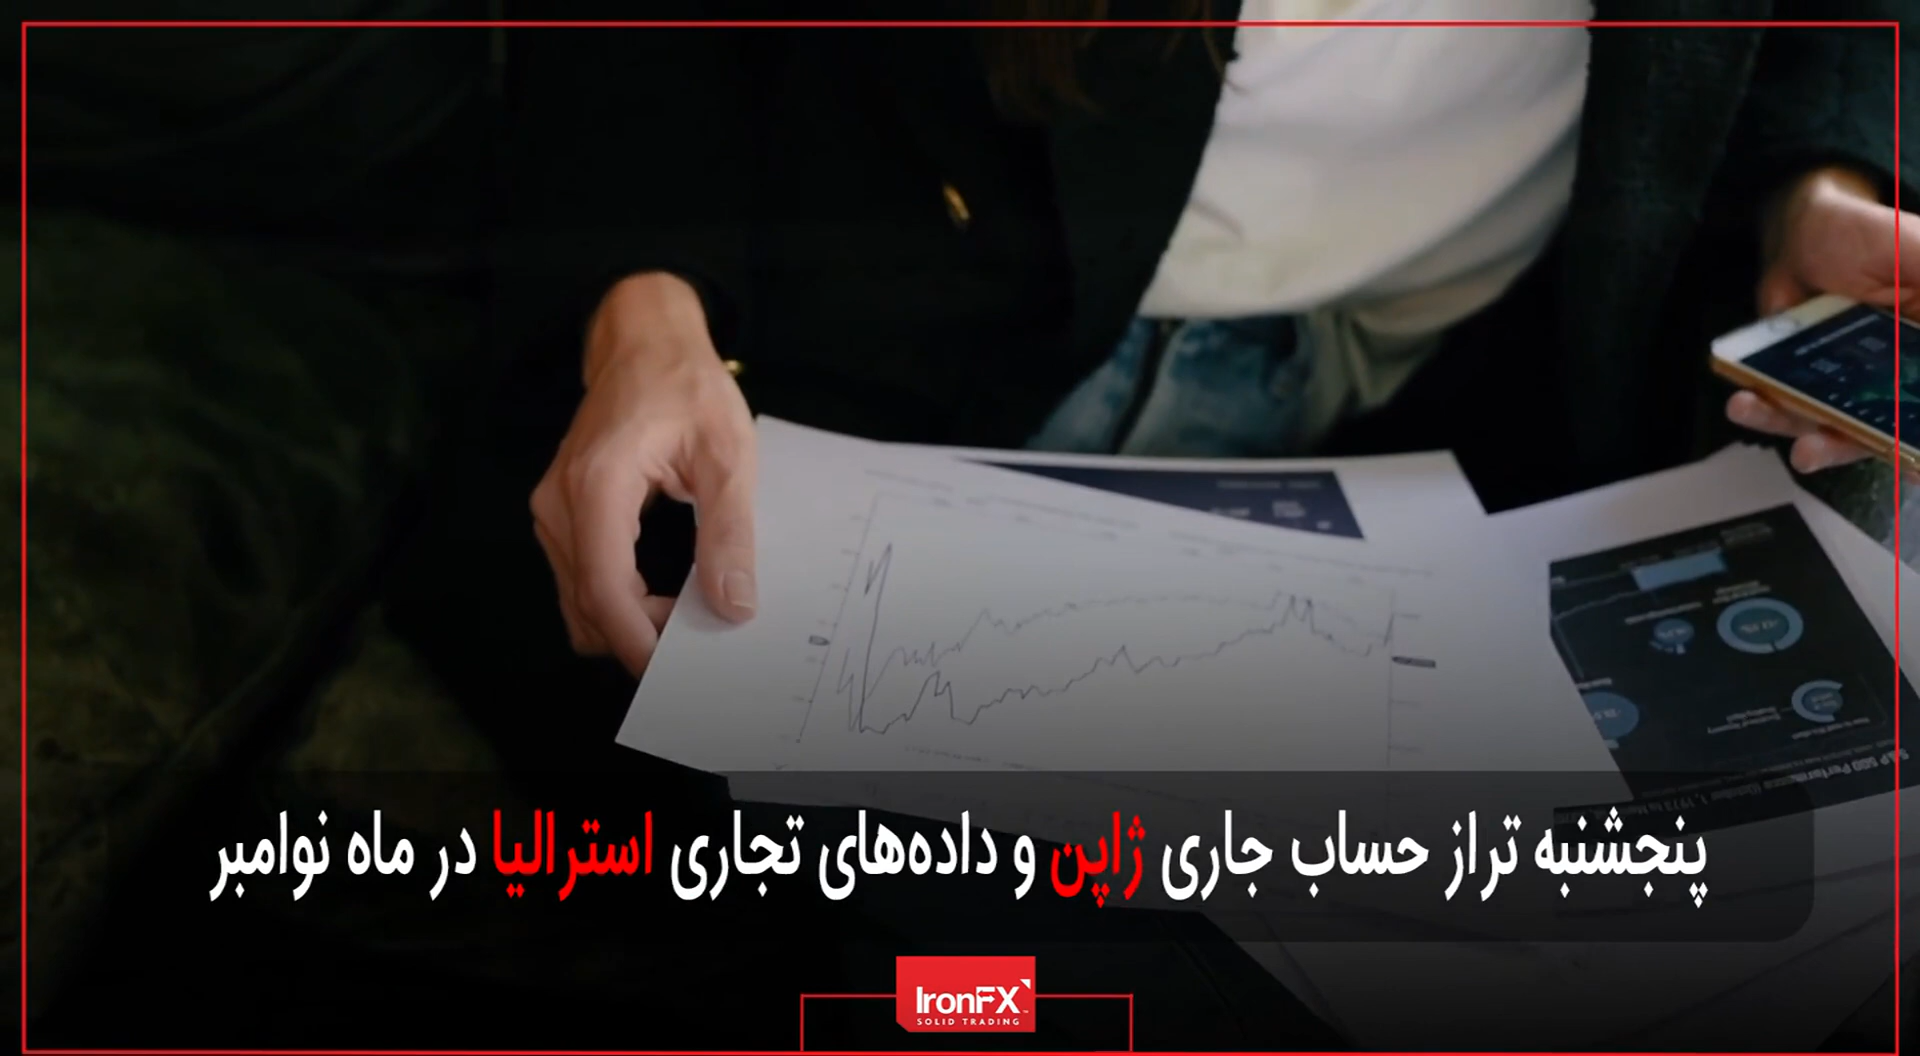 پنجشنبه تراز حساب جاری ژاپن و داده‌های تجاری استرالیا در ماه نوامبر
IronFX
SOLID TRADING